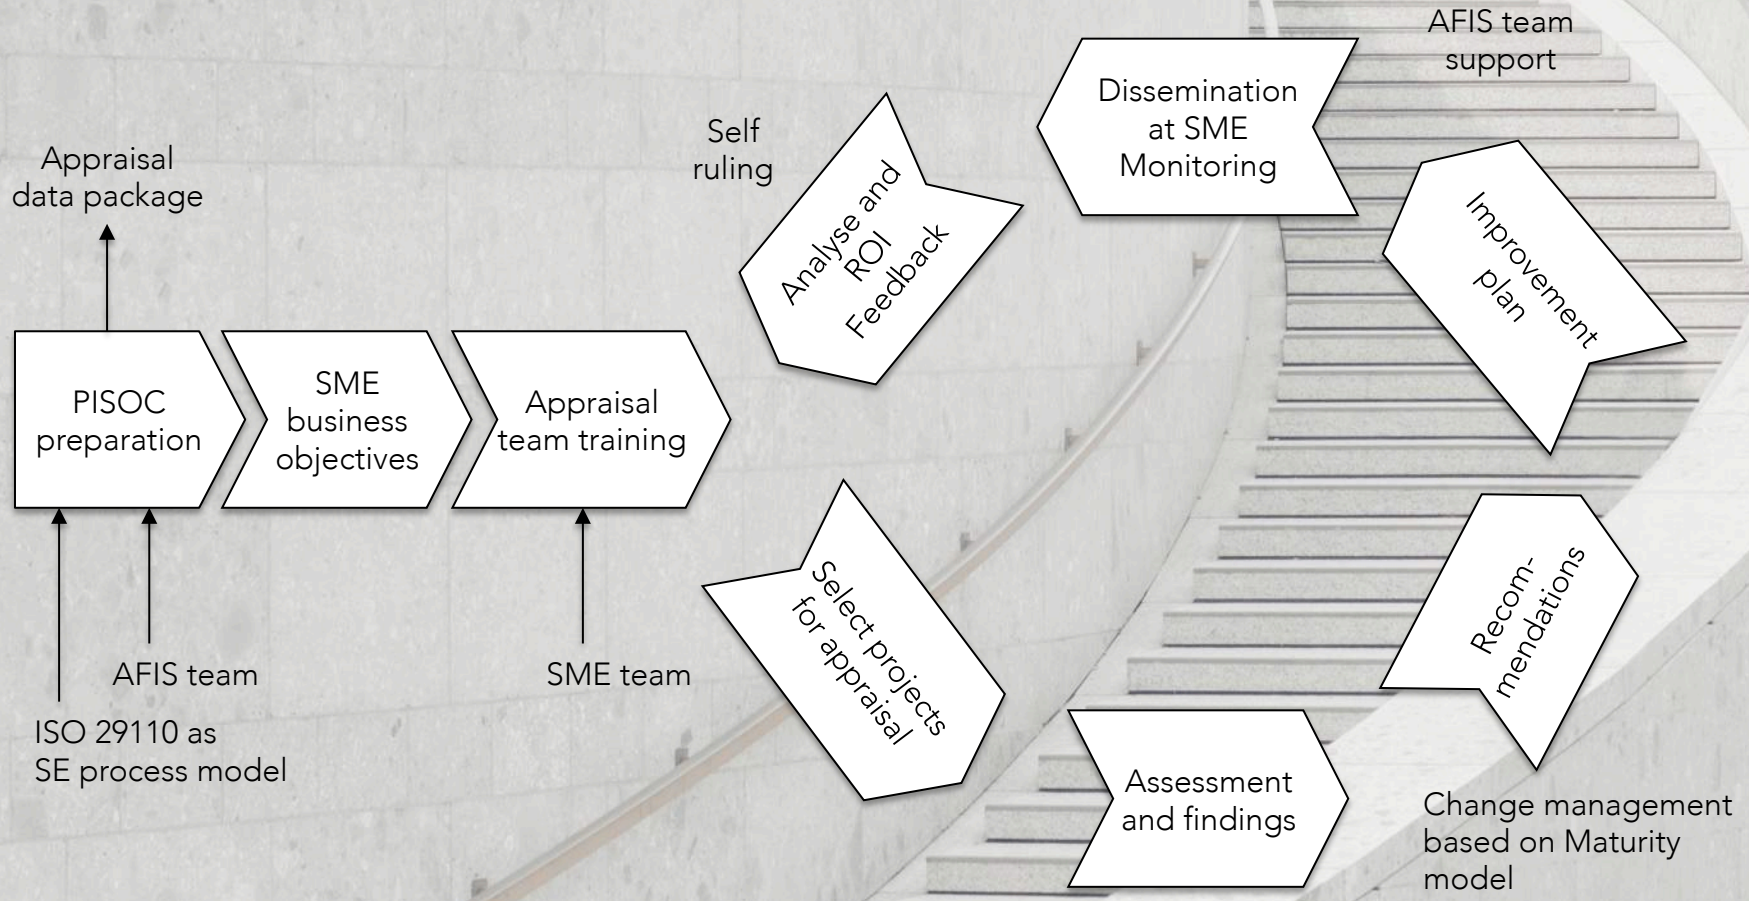 Appraisal
data package
PISOC
preparation
SME
business
objectives
Appraisal
team training
AFIS team
ISO 29110 as
SE process model
SME team
Select projects
for appraisal
Assessment
and findings
Recom-
mendations
Change management
based on Maturity
model
Improvement
plan
AFIS team
support
Dissemination
at SME
Monitoring
Analyse and
ROI
Feedback
Self
ruling